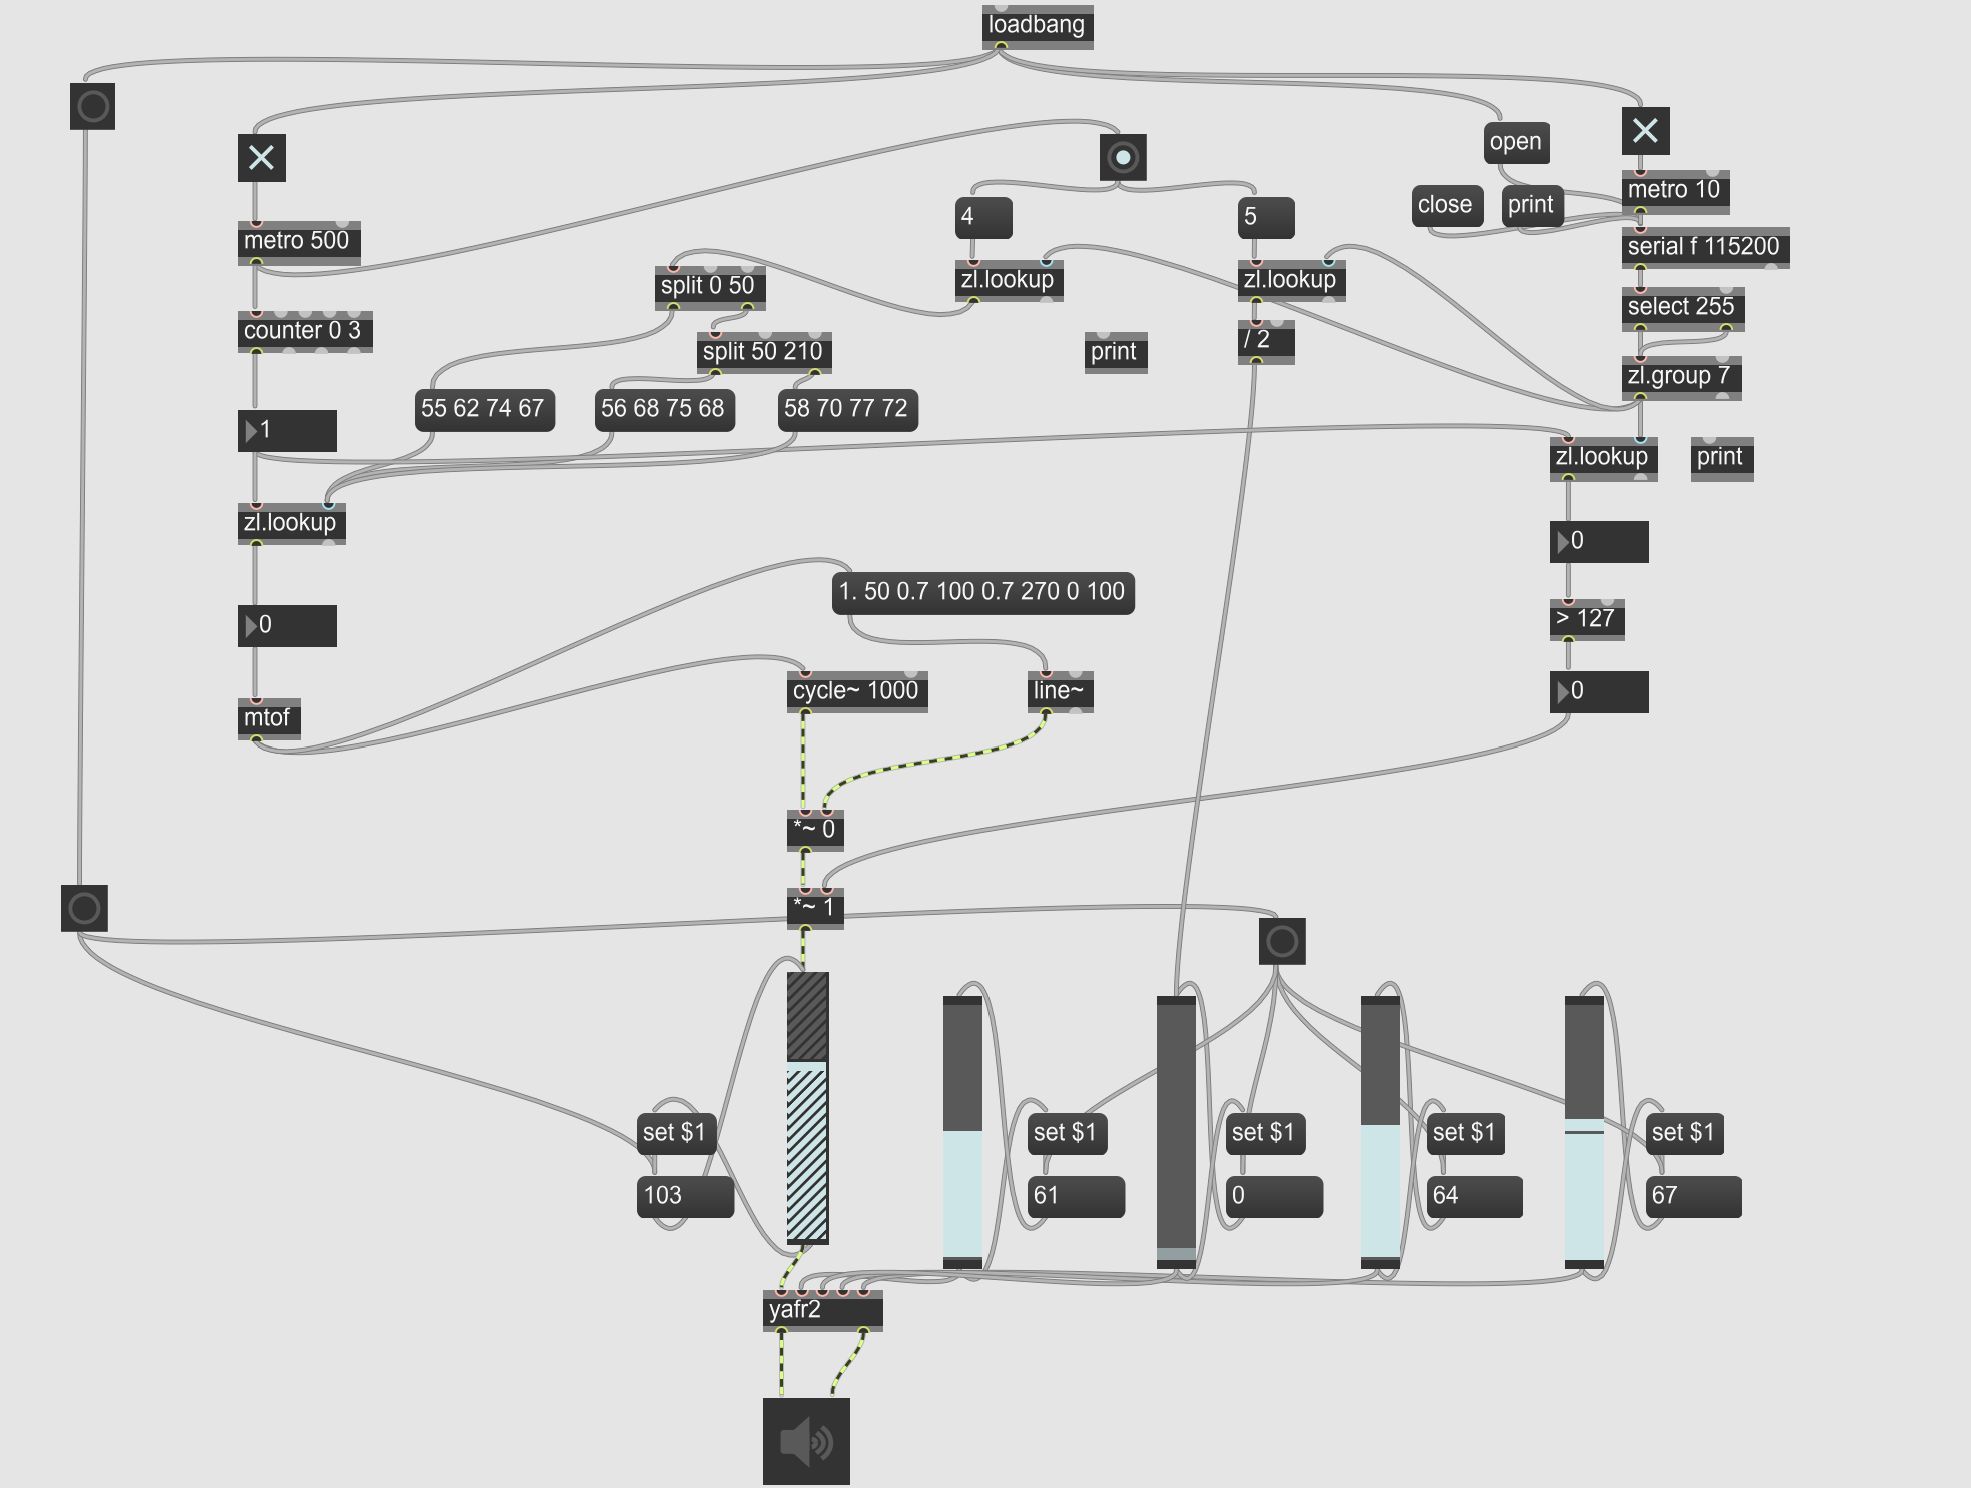 loadbang
open
metro 10
close
print
4
5
metro 500
serial f 115200
split 0 50
zl.lookup
zl.lookup
select 255
counter 0 3
split 50 210
print
/ 2
zl.group 7
55 62 74 67
56 68 75 68
58 70 77 72
1
zl.lookup
print
zl.lookup
0
1. 50 0.7 100 0.7 270 0 100
0
> 127
mtof
cycle~ 1000
line~
0
*~ 0
*~ 1
set $1
set $1
set $1
set $1
set $1
103
61
0
64
67
yafr2